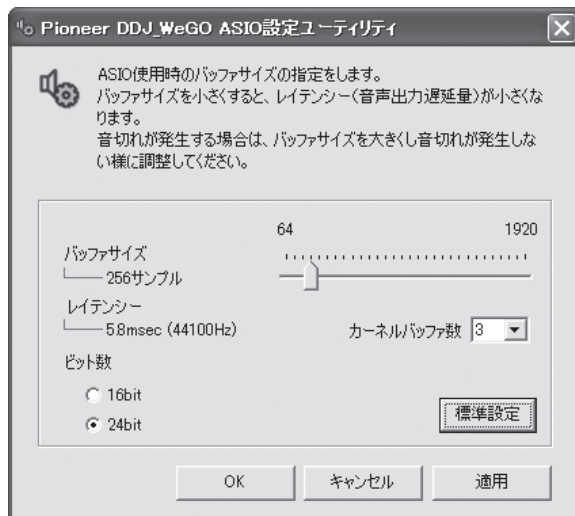 Pioneer DDJ_WeGO ASIO設定ユーティリティ
ASIO使用時のバッファサイズの指定をします。
バッファサイズを小さくすると、レイテンシー(音声出力遅延量)が小さくな
ります。
音切れが発生する場合は、バッファサイズを大きくし音切れが発生しな
い様に調整してください。
64 1920
バッファサイズ
256サンプル
レイテンシー
5.8msec (44100Hz) カーネルバッファ数 3
ビット数
16bit
24bit
標準設定
OK キャンセル 適用